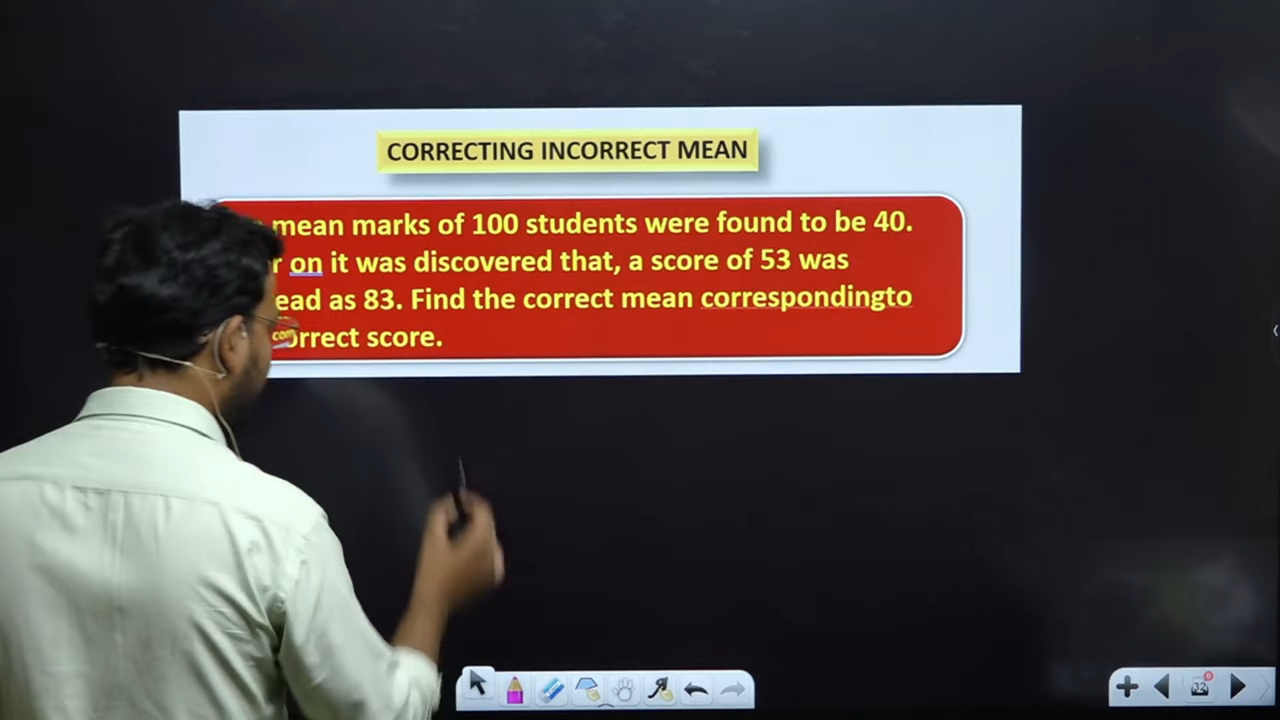 CORRECTING INCORRECT MEAN
mean marks of 100 students were found to be 40.
on it was discovered that, a score of 53 was
as 83. Find the correct mean correspondingto
score.
33